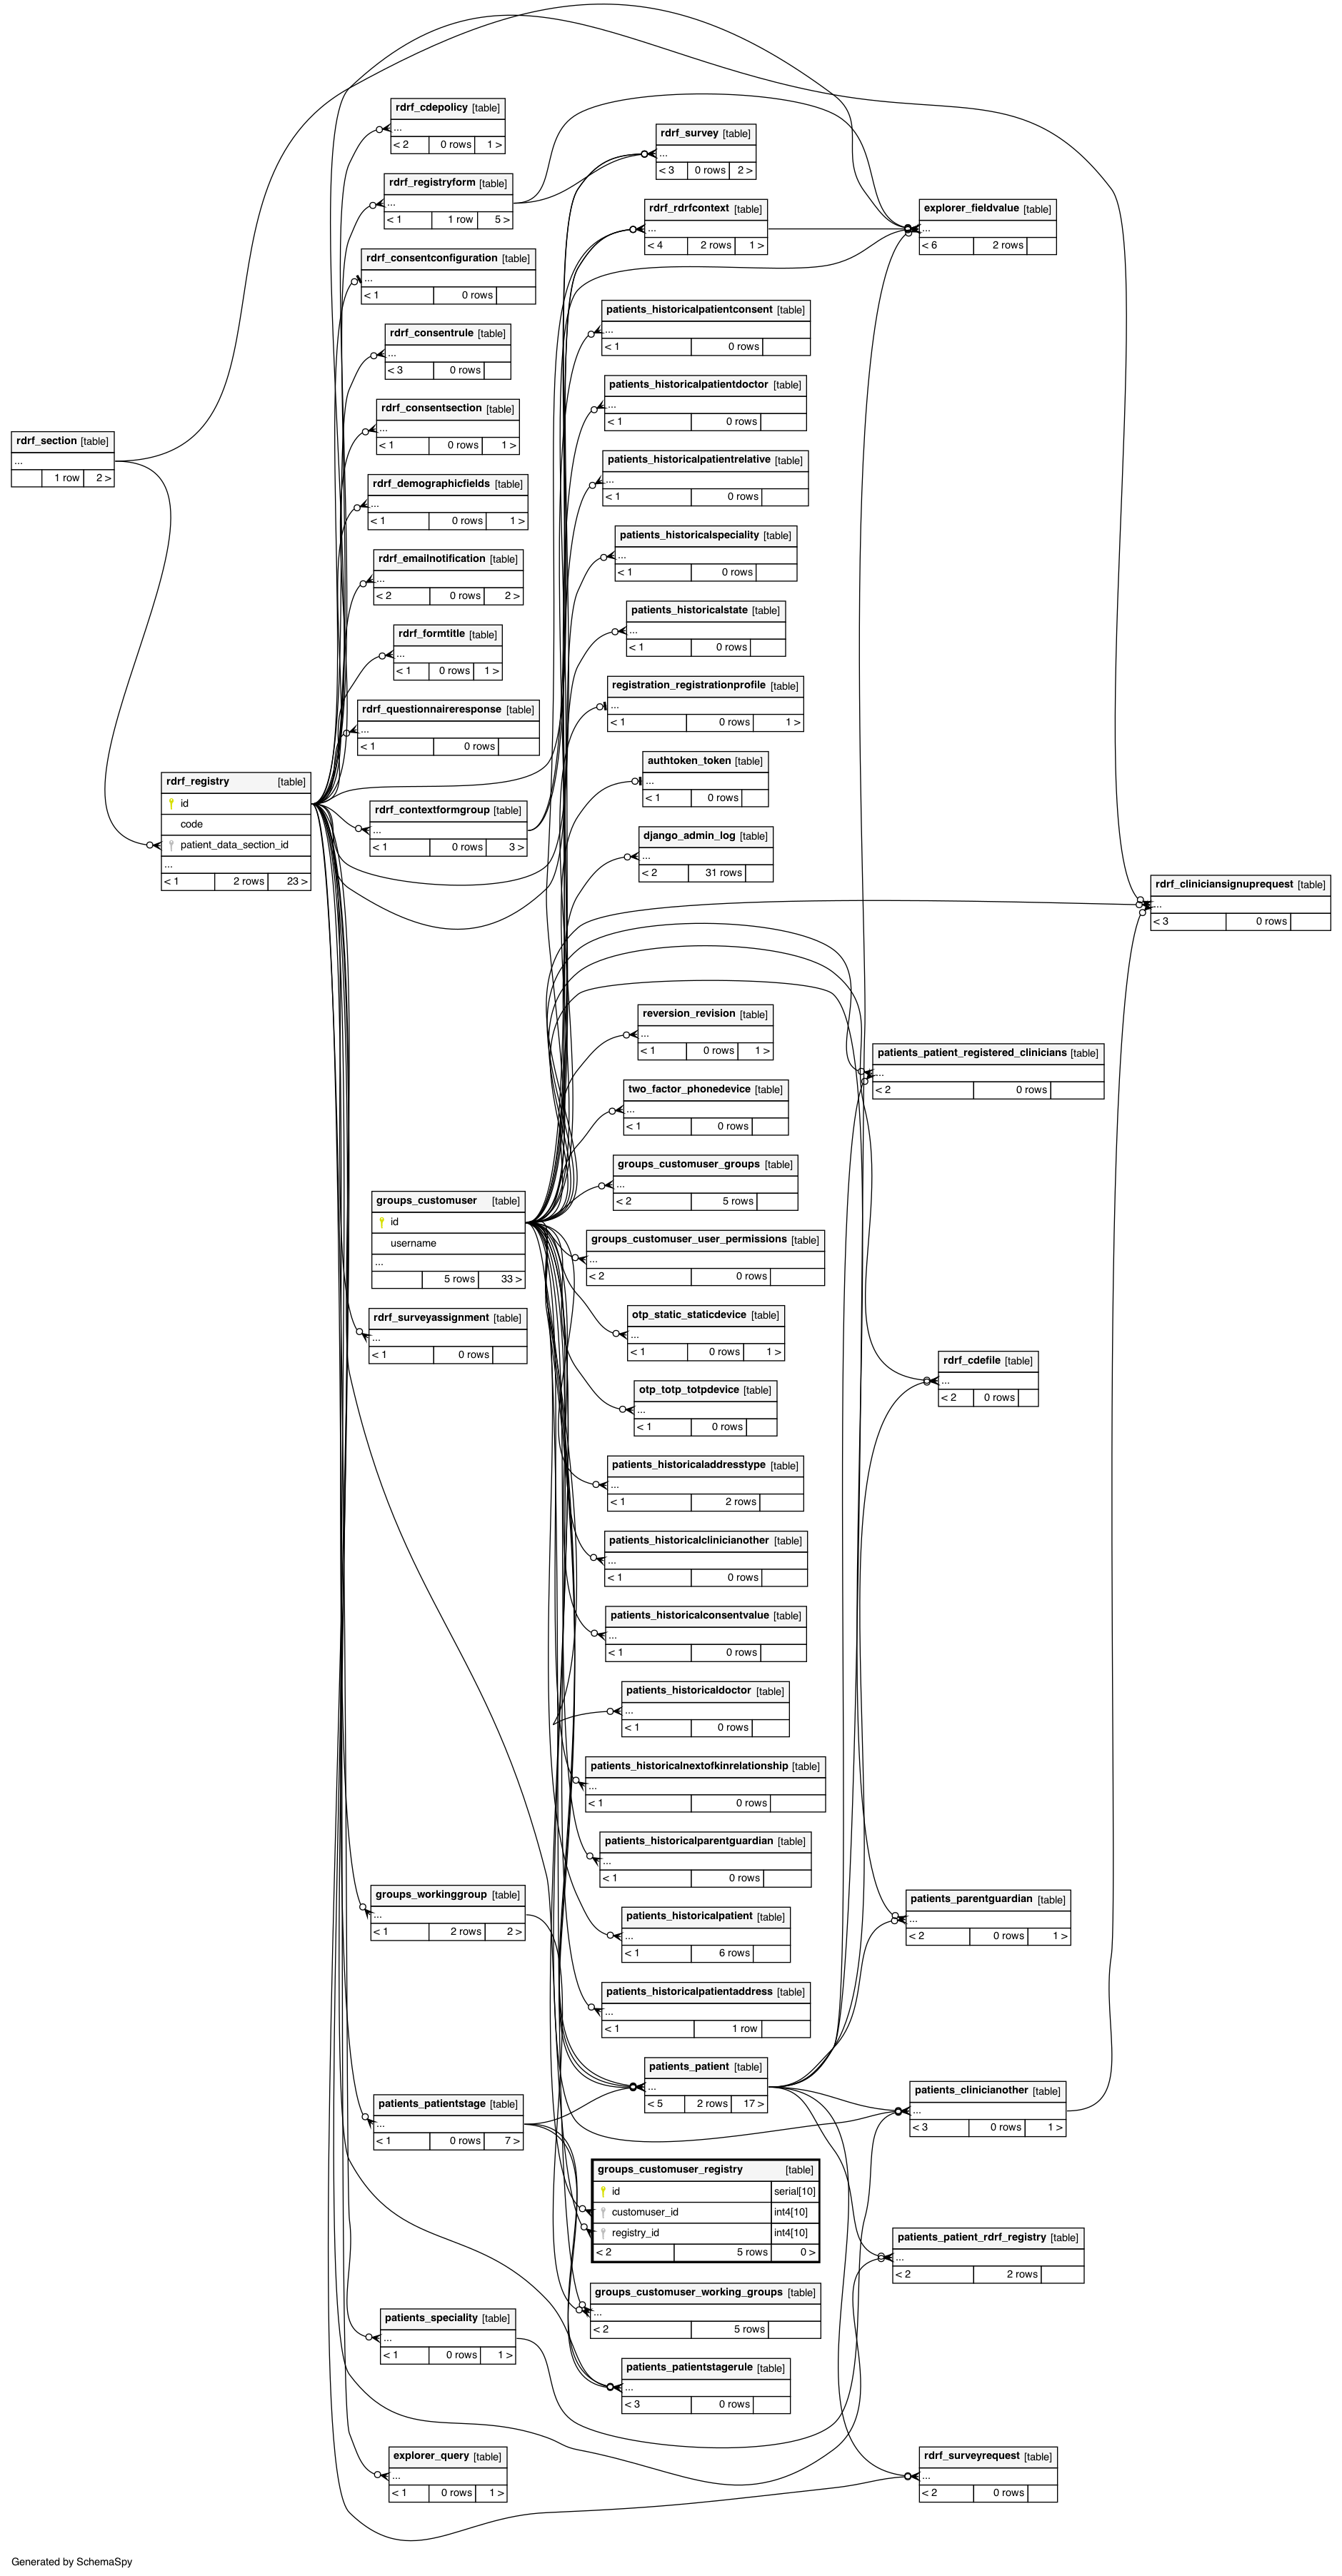 rdrf_cdepolicy [table]
...
< 2 0 rows 1 >
rdrf_survey [table]
...
< 3 0 rows 2 >
rdrf_registryform [table]
...
< 1 1 row 5 >
rdrf_rdrfcontext [table]
...
< 4 2 rows 1 >
explorer_fieldvalue [table]
...
< 6 2 rows
rdrf_consentconfiguration [table]
...
< 1 0 rows
patients_historicalpatientconsent [table]
...
< 1 0 rows
rdrf_consentrule [table]
...
< 3 0 rows
patients_historicalpatientdoctor [table]
...
< 1 0 rows
rdrf_consentsection [table]
...
< 1 0 rows 1 >
rdrf_section [table]
...
1 row 2 >
patients_historicalpatientrelative [table]
...
< 1 0 rows
rdrf_demographicfields [table]
...
< 1 0 rows 1 >
patients_historicalspeciality [table]
...
< 1 0 rows
rdrf_emailnotification [table]
...
< 2 0 rows 2 >
patients_historicalstate [table]
...
< 1 0 rows
rdrf_formtitle [table]
...
< 1 0 rows 1 >
registration_registrationprofile [table]
...
< 1 0 rows 1 >
rdrf_questionnaireresponse [table]
...
< 1 0 rows
authtoken_token [table]
...
< 1 0 rows
rdrf_registry [table]
id
code
patient_data_section_id
...
< 1 2 rows 23 >
rdrf_contextformgroup [table]
...
< 1 0 rows 3 >
django_admin_log [table]
...
< 2 31 rows
rdrf_cliniciansignuprequest [table]
...
< 3 0 rows
reversion_revision [table]
...
< 1 0 rows 1 >
patients_patient_registered_clinicians [table]
...
< 2 0 rows
two_factor_phonedevice [table]
...
< 1 0 rows
groups_customuser_groups [table]
...
< 2 5 rows
groups_customuser [table]
id
username
...
5 rows 33 >
groups_customuser_user_permissions [table]
...
< 2 0 rows
rdrf_surveyassignment [table]
...
< 1 0 rows
otp_static_staticdevice [table]
...
< 1 0 rows 1 >
rdrf_cdefile [table]
...
< 2 0 rows
otp_totp_totpdevice [table]
...
< 1 0 rows
patients_historicaladdresstype [table]
...
< 1 2 rows
patients_historicalclinicianother [table]
...
< 1 0 rows
patients_historicalconsentvalue [table]
...
< 1 0 rows
patients_historicaldoctor [table]
...
< 1 0 rows
patients_historicalnextofkinrelationship [table]
...
< 1 0 rows
patients_historicalparentguardian [table]
...
< 1 0 rows
groups_workinggroup [table]
...
< 1 2 rows 2 >
patients_parentguardian [table]
...
< 2 0 rows 1 >
patients_historicalpatient [table]
...
< 1 6 rows
patients_historicalpatientaddress [table]
...
< 1 1 row
patients_patient [table]
...
< 5 2 rows 17 >
patients_clinicianother [table]
...
< 3 0 rows 1 >
patients_patientstage [table]
...
< 1 0 rows 7 >
groups_customuser_registry [table]
id serial[10]
customuser_id int4[10]
registry_id int4[10]
< 2 5 rows 0 >
patients_patient_rdrf_registry [table]
...
< 2 2 rows
groups_customuser_working_groups [table]
...
< 2 5 rows
patients_speciality [table]
...
< 1 0 rows 1 >
patients_patientstagerule [table]
...
< 3 0 rows
explorer_query [table]
...
< 1 0 rows 1 >
rdrf_surveyrequest [table]
...
< 2 0 rows
Generated by SchemaSpy